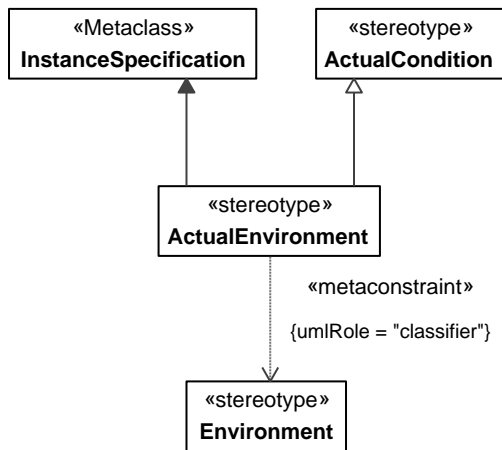 «Metaclass»
InstanceSpecification
«stereotype»
ActualCondition
«stereotype»
ActualEnvironment
«metaconstraint»
{umlRole = "classifier"}
«stereotype»
Environment